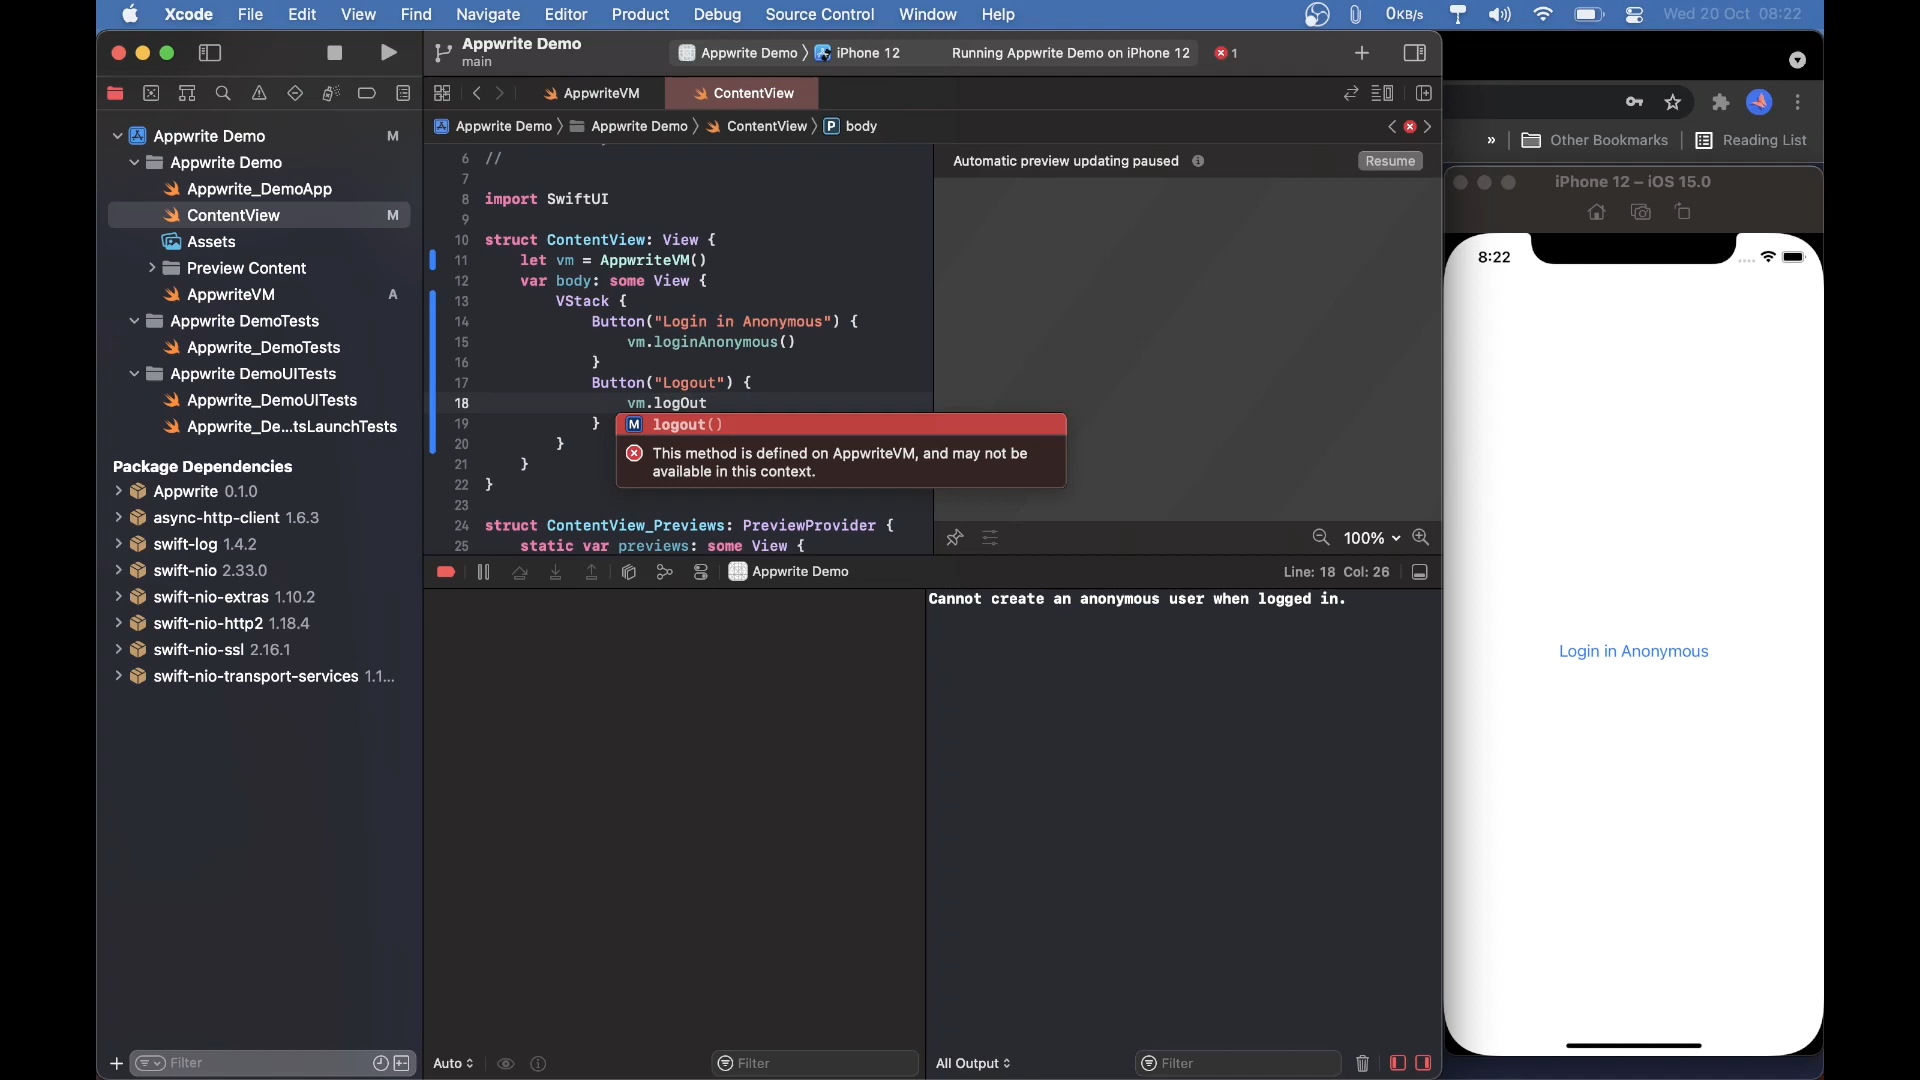 Xcode File Edit View Find Navigate Editor Product Debug Source Control Window Help
0KB/s Wed 20 Oct 08:22
Appwrite Demo
main
Appwrite Demo 〉 iPhone 12
Running Appwrite Demo on iPhone 12
1
AppwriteVM
ContentView
Appwrite Demo 〉 Appwrite Demo 〉 ContentView 〉 P body
Appwrite Demo M
Appwrite Demo
Appwrite_DemoApp
ContentView M
Assets
Preview Content
AppwriteVM A
Appwrite DemoTests
Appwrite_DemoTests
Appwrite DemoUITests
Appwrite_DemoUITests
Appwrite_De...tsLaunchTests
Package Dependencies
Appwrite 0.1.0
async-http-client 1.6.3
swift-log 1.4.2
swift-nio 2.33.0
swift-nio-extras 1.10.2
swift-nio-http2 1.18.4
swift-nio-ssl 2.16.1
swift-nio-transport-services 1.1...
Filter
6 //
7
8 import SwiftUI
9
10 struct ContentView: View {
11 let vm = AppwriteVM()
12 var body: some View {
13 VStack {
14 Button("Login in Anonymous") {
15 vm.loginAnonymous()
16 }
17 Button("Logout") {
18 vm.logOut
19 }
20 }
21 }
22 }
23
24 struct ContentView_Previews: PreviewProvider {
25 static var previews: some View {
M logout()
This method is defined on AppwriteVM, and may not be
available in this context.
Automatic preview updating paused
Resume
100%
Appwrite Demo
Line: 18 Col: 26
Cannot create an anonymous user when logged in.
Auto
Filter
All Output
Filter
» Other Bookmarks Reading List
iPhone 12 – iOS 15.0
8:22
Login in Anonymous